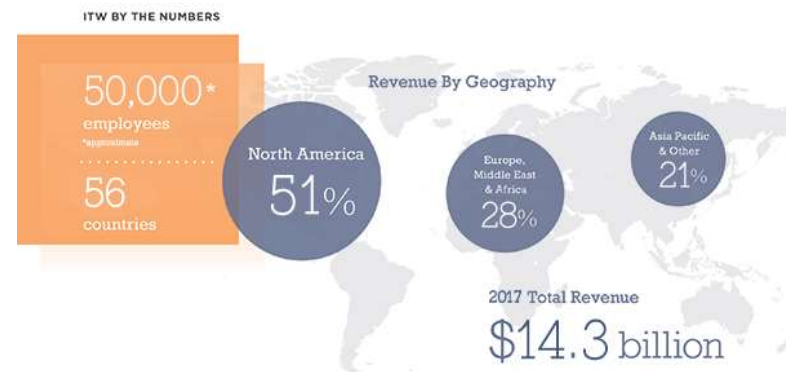 ITW BY THE NUMBERS
50,000*
employees
*approximate
56
countries
Revenue By Geography
North America
51%
Europe,
Middle East
& Africa
28%
Asia Pacific
& Other
21%
2017 Total Revenue
$14.3 billion